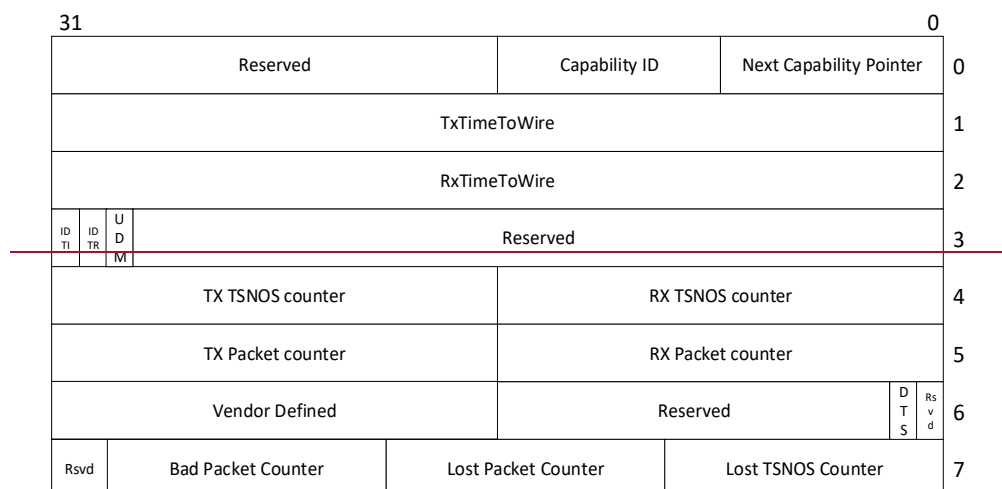 31 0
Reserved Capability ID Next Capability Pointer 0
TxTimeToWire 1
RxTimeToWire 2
ID TI ID TR U D M Reserved 3
TX TSNOS counter RX TSNOS counter 4
TX Packet counter RX Packet counter 5
Vendor Defined Reserved D T S Rs v d 6
Rsvd Bad Packet Counter Lost Packet Counter Lost TSNOS Counter 7